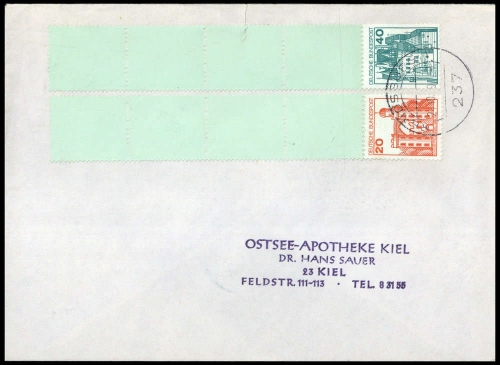 40
DEUTSCHE BUNDESPOST
237
20
DEUTSCHE BUNDESPOST
OSTSEE-APOTHEKE KIEL
DR. HANS SAUER
23 KIEL
FELDSTR. 111-113 · TEL. 8 31 55